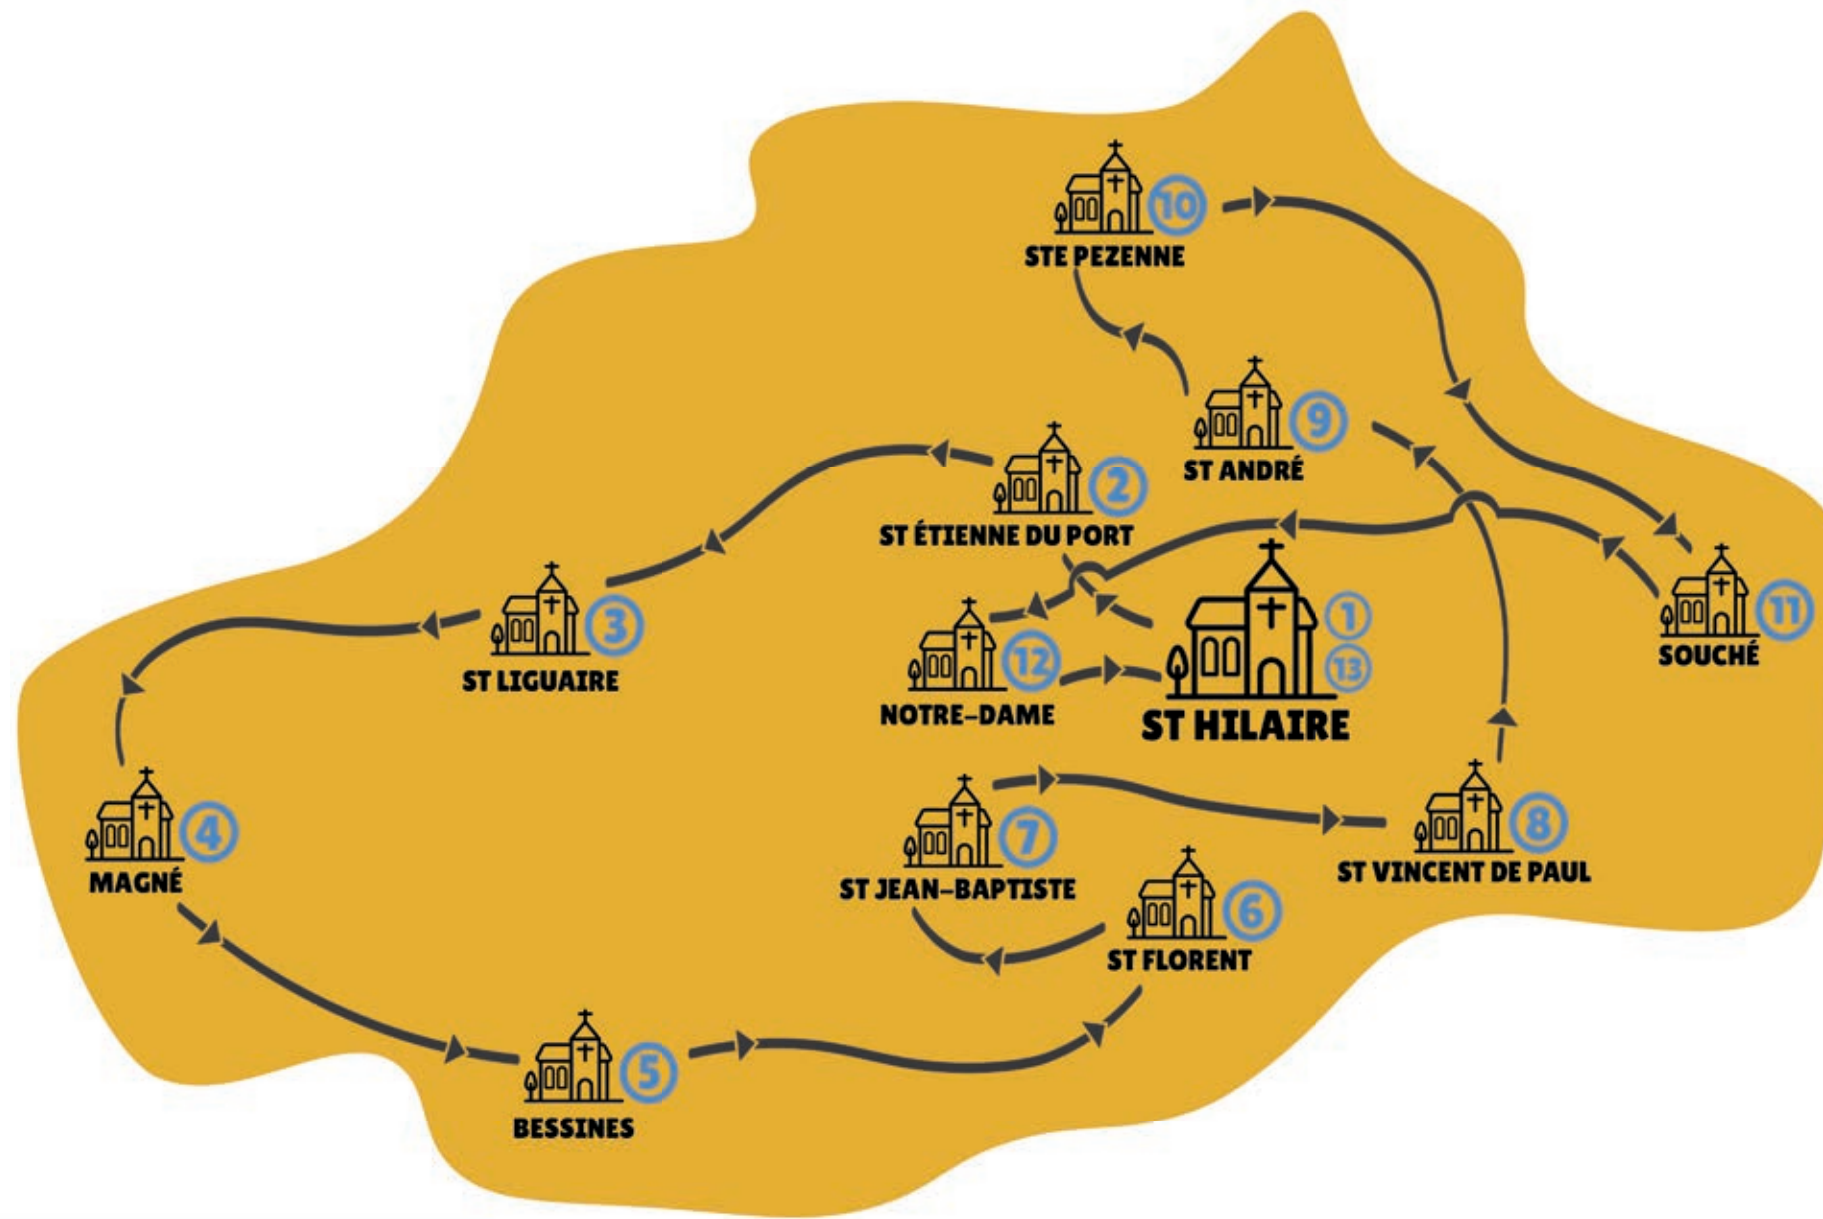 10
STE PEZENNE
9
ST ANDRÉ
2
ST ÉTIENNE DU PORT
3
ST LIGUAIRE
1
13
ST HILAIRE
11
SOUCHÉ
12
NOTRE-DAME
4
MAGNÉ
7
ST JEAN-BAPTISTE
8
ST VINCENT DE PAUL
6
ST FLORENT
5
BESSINES